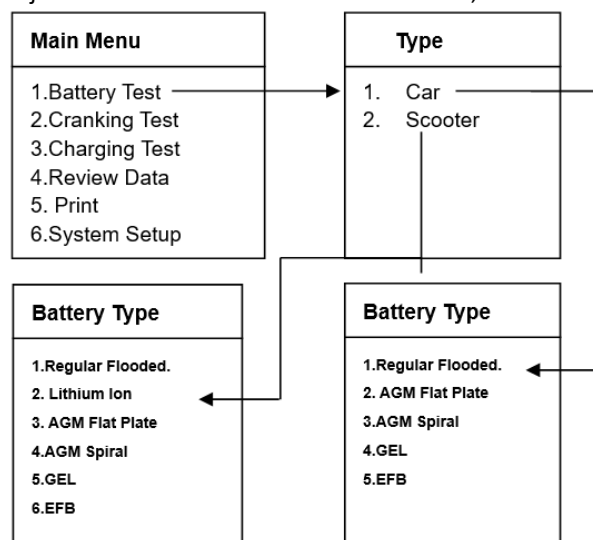 Main Menu
1.Battery Test
2.Cranking Test
3.Charging Test
4.Review Data
5. Print
6.System Setup
Type
1. Car
2. Scooter
Battery Type
1.Regular Flooded.
2. Lithium Ion
3. AGM Flat Plate
4.AGM Spiral
5.GEL
6.EFB
Battery Type
1.Regular Flooded.
2. AGM Flat Plate
3.AGM Spiral
4.GEL
5.EFB